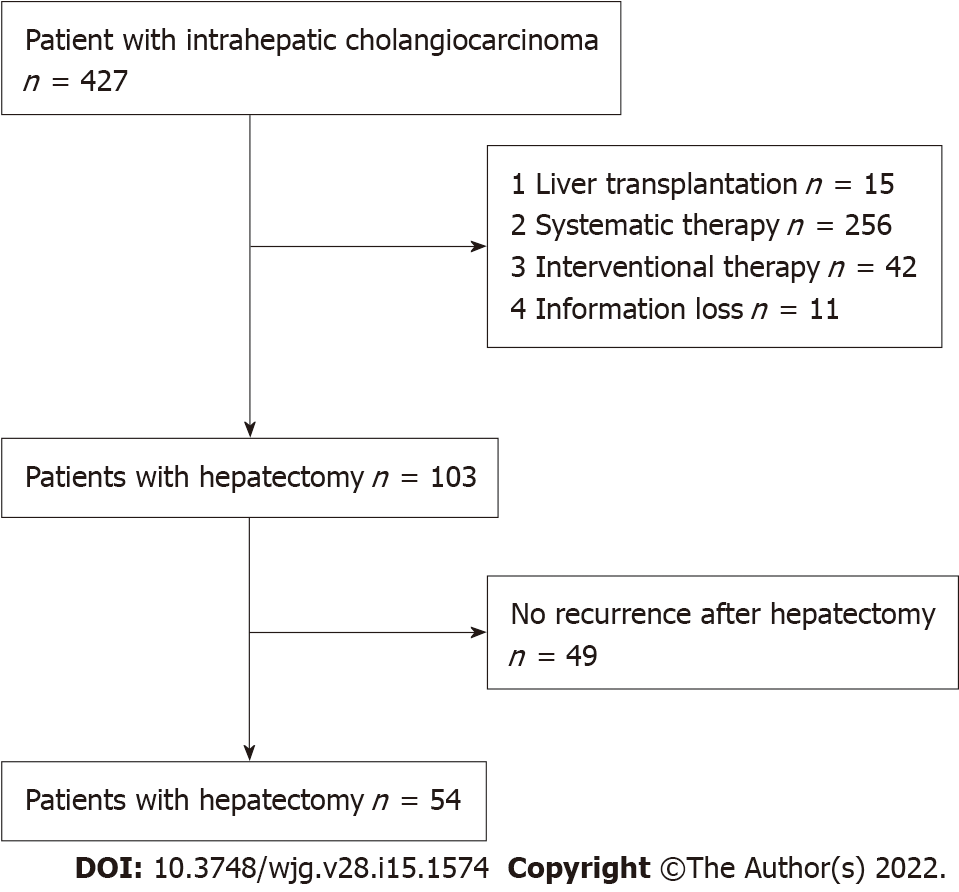 Patient with intrahepatic cholangiocarcinoma
n = 427
1 Liver transplantation n = 15
2 Systematic therapy n = 256
3 Interventional therapy n = 42
4 Information loss n = 11
Patients with hepatectomy n = 103
No recurrence after hepatectomy
n = 49
Patients with hepatectomy n = 54
DOI: 10.3748/wjg.v28.i15.1574 Copyright ©The Author(s) 2022.